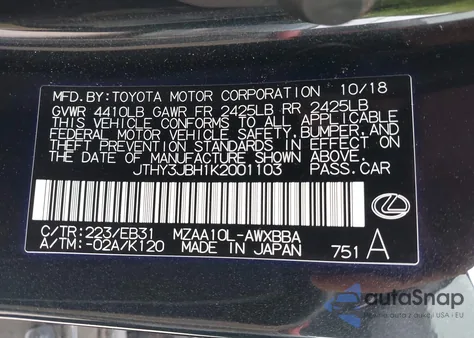 MFD. BY: TOYOTA MOTOR CORPORATION 10/18
GVWR 4410LB GAWR FR 2425LB RR 2425LB
THIS VEHICLE CONFORMS TO ALL APPLICABLE
FEDERAL MOTOR VEHICLE SAFETY, BUMPER, AND
THEFT PREVENTION STANDARDS IN EFFECT ON
THE DATE OF MANUFACTURE SHOWN ABOVE.
JTHY3JBH1K2001103 PASS. CAR
C/TR: 223/EB31 MZAA10L-AWXBBA
A/TM: -02A/K120 MADE IN JAPAN 751 A
autaSnap